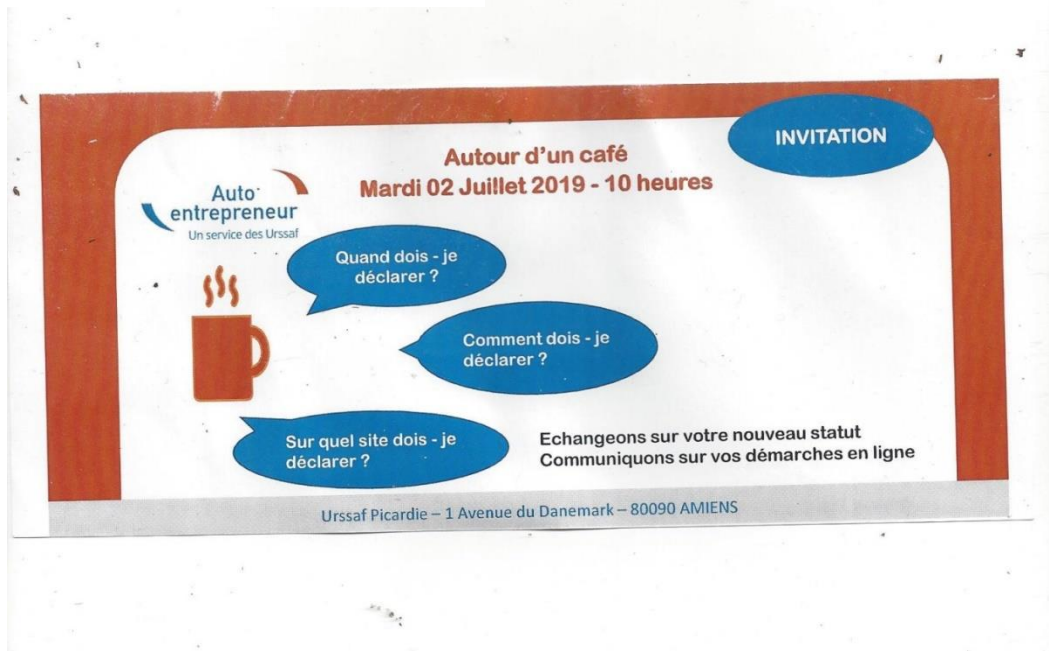 INVITATION
Autour d'un café
Mardi 02 Juillet 2019 - 10 heures
Auto
entrepreneur
Un service des Urssaf
Quand dois - je
déclarer ?
Comment dois - je
déclarer ?
Sur quel site dois - je
déclarer ?
Echangeons sur votre nouveau statut
Communiquons sur vos démarches en ligne
Urssaf Picardie – 1 Avenue du Danemark – 80090 AMIENS